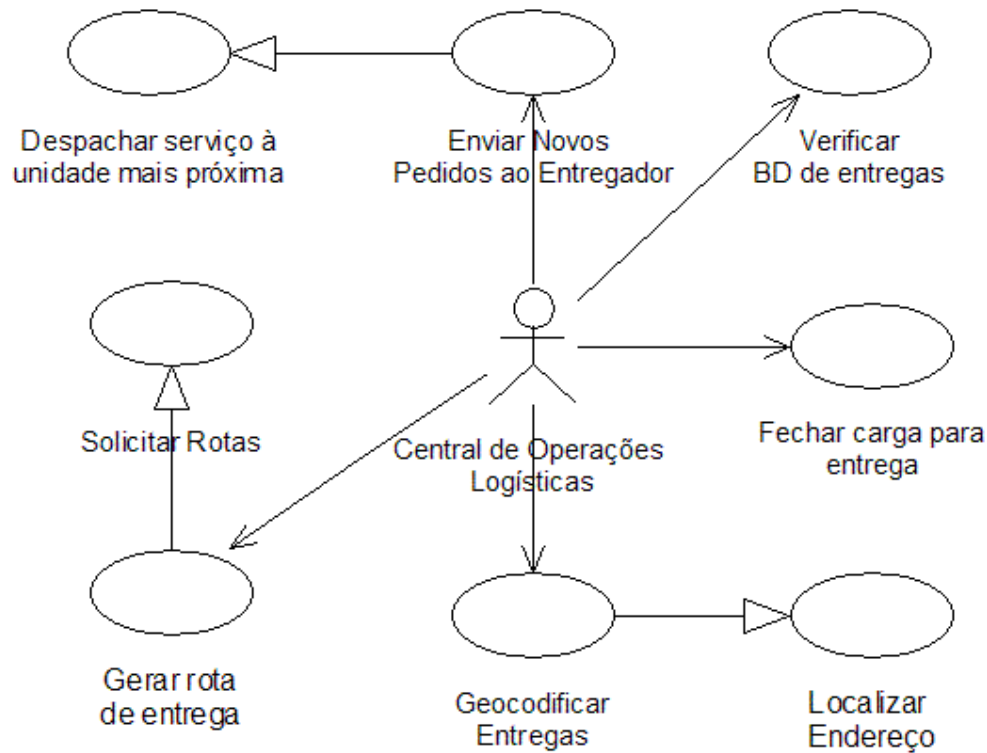 Despachar serviço à
unidade mais próxima
Enviar Novos
Pedidos ao Entregador
Verificar
BD de entregas
Solicitar Rotas
Central de Operações
Logísticas
Fechar carga para
entrega
Gerar rota
de entrega
Geocodificar
Entregas
Localizar
Endereço